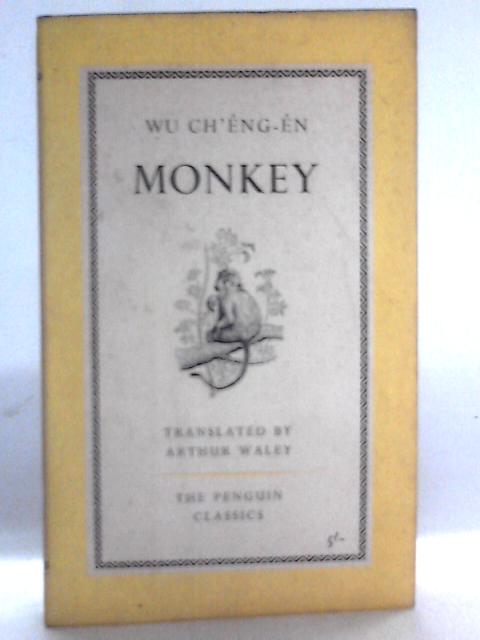 WU CH'ÊNG-ÊN
MONKEY
TRANSLATED BY
ARTHUR WALEY
THE PENGUIN
CLASSICS
5/-